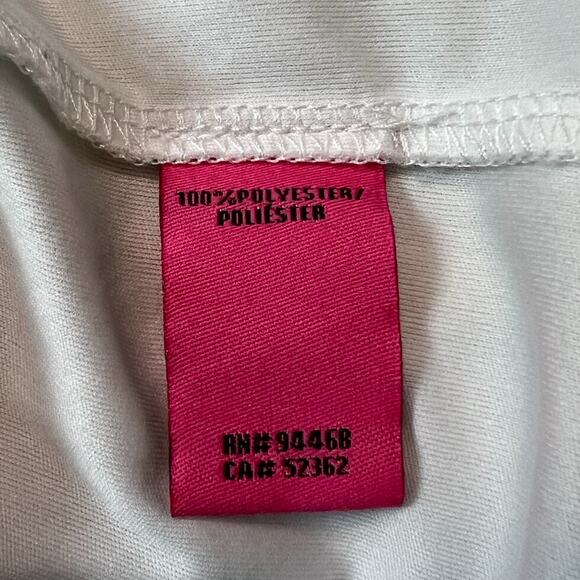 100%POLYESTER/
POLIÉSTER
RN# 94468
CA# 52362